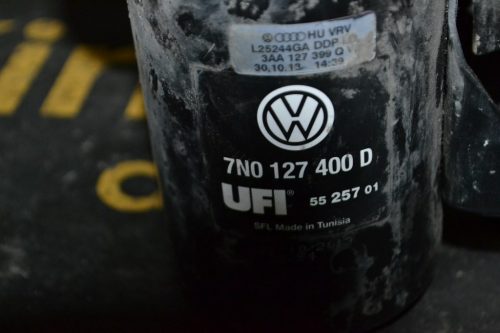 HU VRV
L25244GA DDP
3AA 127 399 Q
30.10.13 14:39
7N0 127 400 D
UFI® 55 257 01
SFL Made in Tunisia